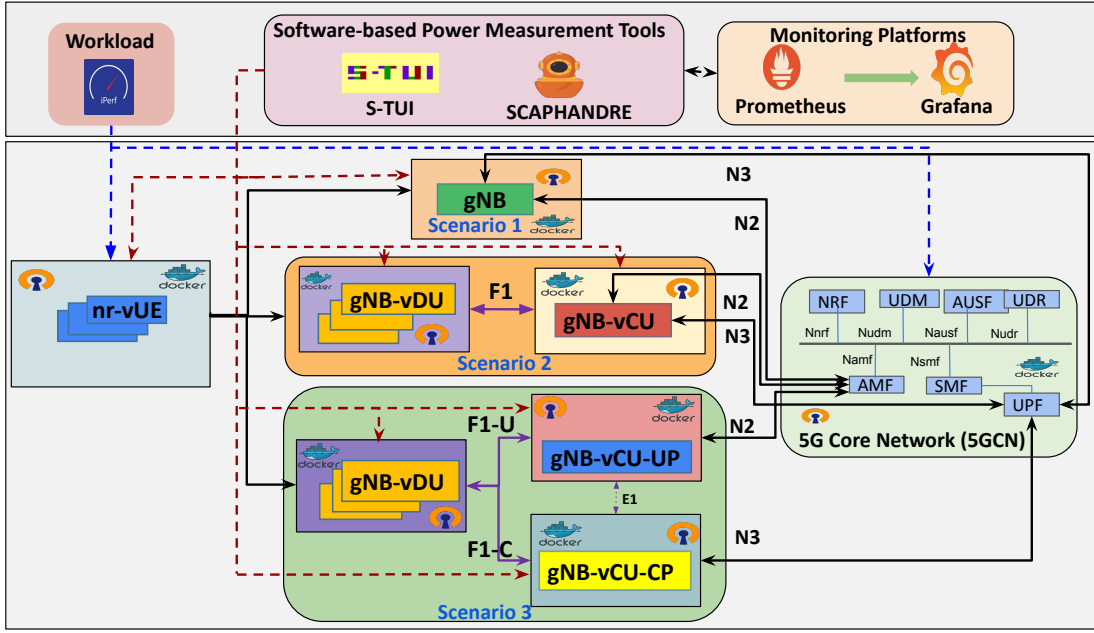 Workload
iPerf
Software-based Power Measurement Tools
S-TUI
S-TUI
SCAPHANDRE
Monitoring Platforms
Prometheus
Grafana
gNB
docker
Scenario 1
N3
N2
docker
nr-vUE
docker
gNB-vDU
F1
docker
gNB-vCU
Scenario 2
N2
N3
NRF
UDM
AUSF
UDR
Nnrf
Nudm
Nausf
Nudr
Namf
Nsmf
docker
AMF
SMF
UPF
5G Core Network (5GCN)
docker
gNB-vDU
F1-U
F1-C
docker
gNB-vCU-UP
N2
E1
docker
gNB-vCU-CP
N3
Scenario 3